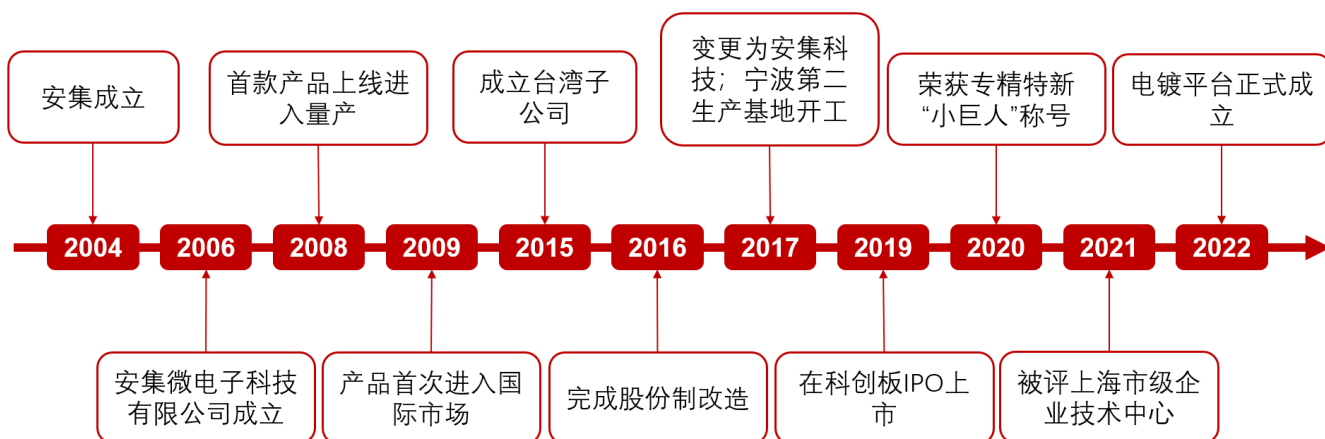 安集成立
首款产品上线进
入量产
成立台湾子
公司
变更为安集科
技；宁波第二
生产基地开工
荣获专精特新
“小巨人”称号
电镀平台正式成
立
2004
2006
2008
2009
2015
2016
2017
2019
2020
2021
2022
安集微电子科技
有限公司成立
产品首次进入国
际市场
完成股份制改造
在科创板IPO上
市
被评上海市级企
业技术中心